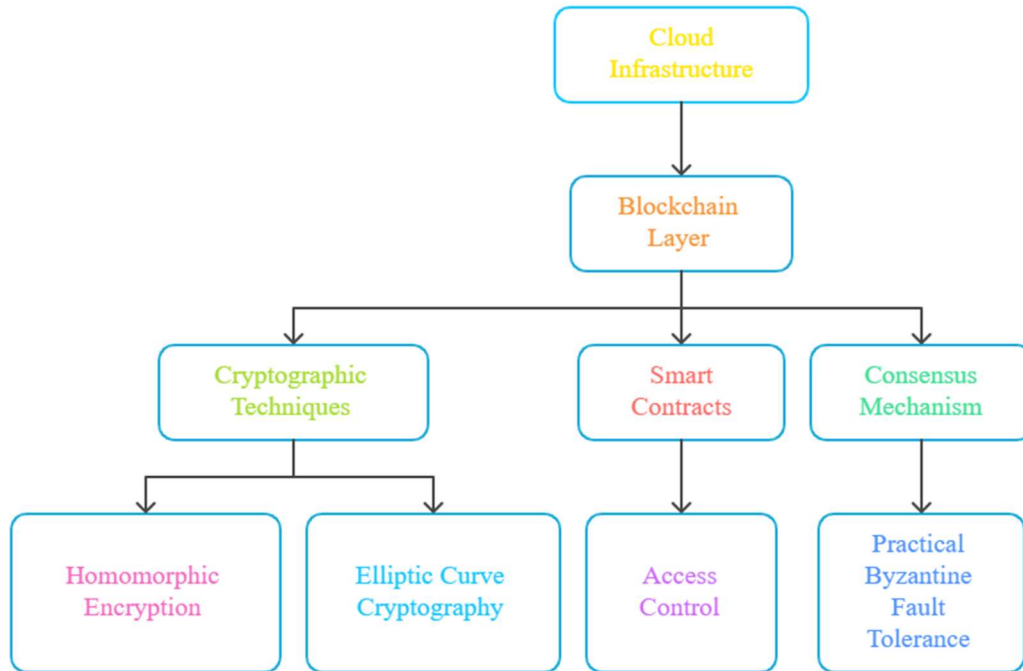 Cloud
Infrastructure
Blockchain
Layer
Cryptographic
Techniques
Smart
Contracts
Consensus
Mechanism
Homomorphic
Encryption
Elliptic Curve
Cryptography
Access
Control
Practical
Byzantine
Fault
Tolerance